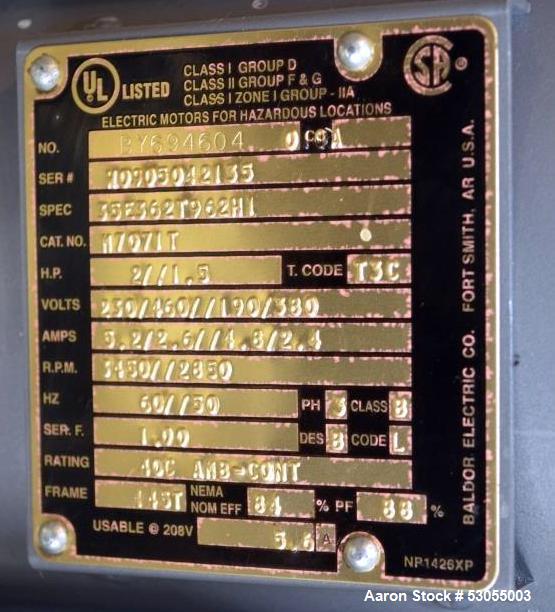 UL LISTED
CLASS I GROUP D
CLASS II GROUP F & G
CLASS I ZONE I GROUP - IIA
SA ®
ELECTRIC MOTORS FOR HAZARDOUS LOCATIONS
NO. BY694604
SER # X0905042135
SPEC 35E362T962H1
CAT. NO. M7071T
H.P. 2//1.5 T. CODE T3C
VOLTS 230/460//190/380
AMPS 5.2/2.6//4.8/2.4
R.P.M. 3450//2850
HZ 60//50 PH 3 CLASS B
SER. F. 1.00 DES B CODE L
RATING 40C AMB-CONT
FRAME 145T NEMA NOM EFF 84 % PF 88 %
USABLE @ 208V 5.6 A
BALDOR ELECTRIC CO. FORT SMITH, AR U.S.A.
NP1426XP
Aaron Stock # 53055003